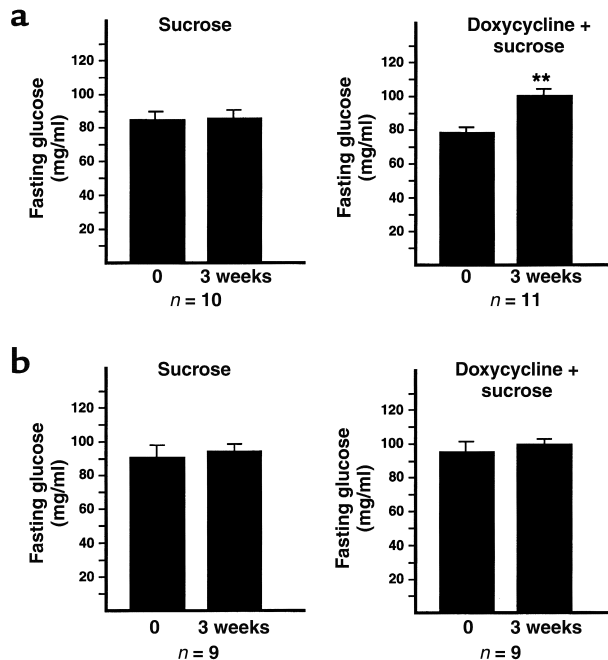 a
Sucrose
Fasting glucose
(mg/ml)
120
100
80
60
40
20
0 3 weeks
n = 10
Doxycycline +
sucrose
**
Fasting glucose
(mg/ml)
120
100
80
60
40
20
0 3 weeks
n = 11
b
Sucrose
Fasting glucose
(mg/ml)
120
100
80
60
40
20
0 3 weeks
n = 9
Doxycycline +
sucrose
Fasting glucose
(mg/ml)
120
100
80
60
40
20
0 3 weeks
n = 9